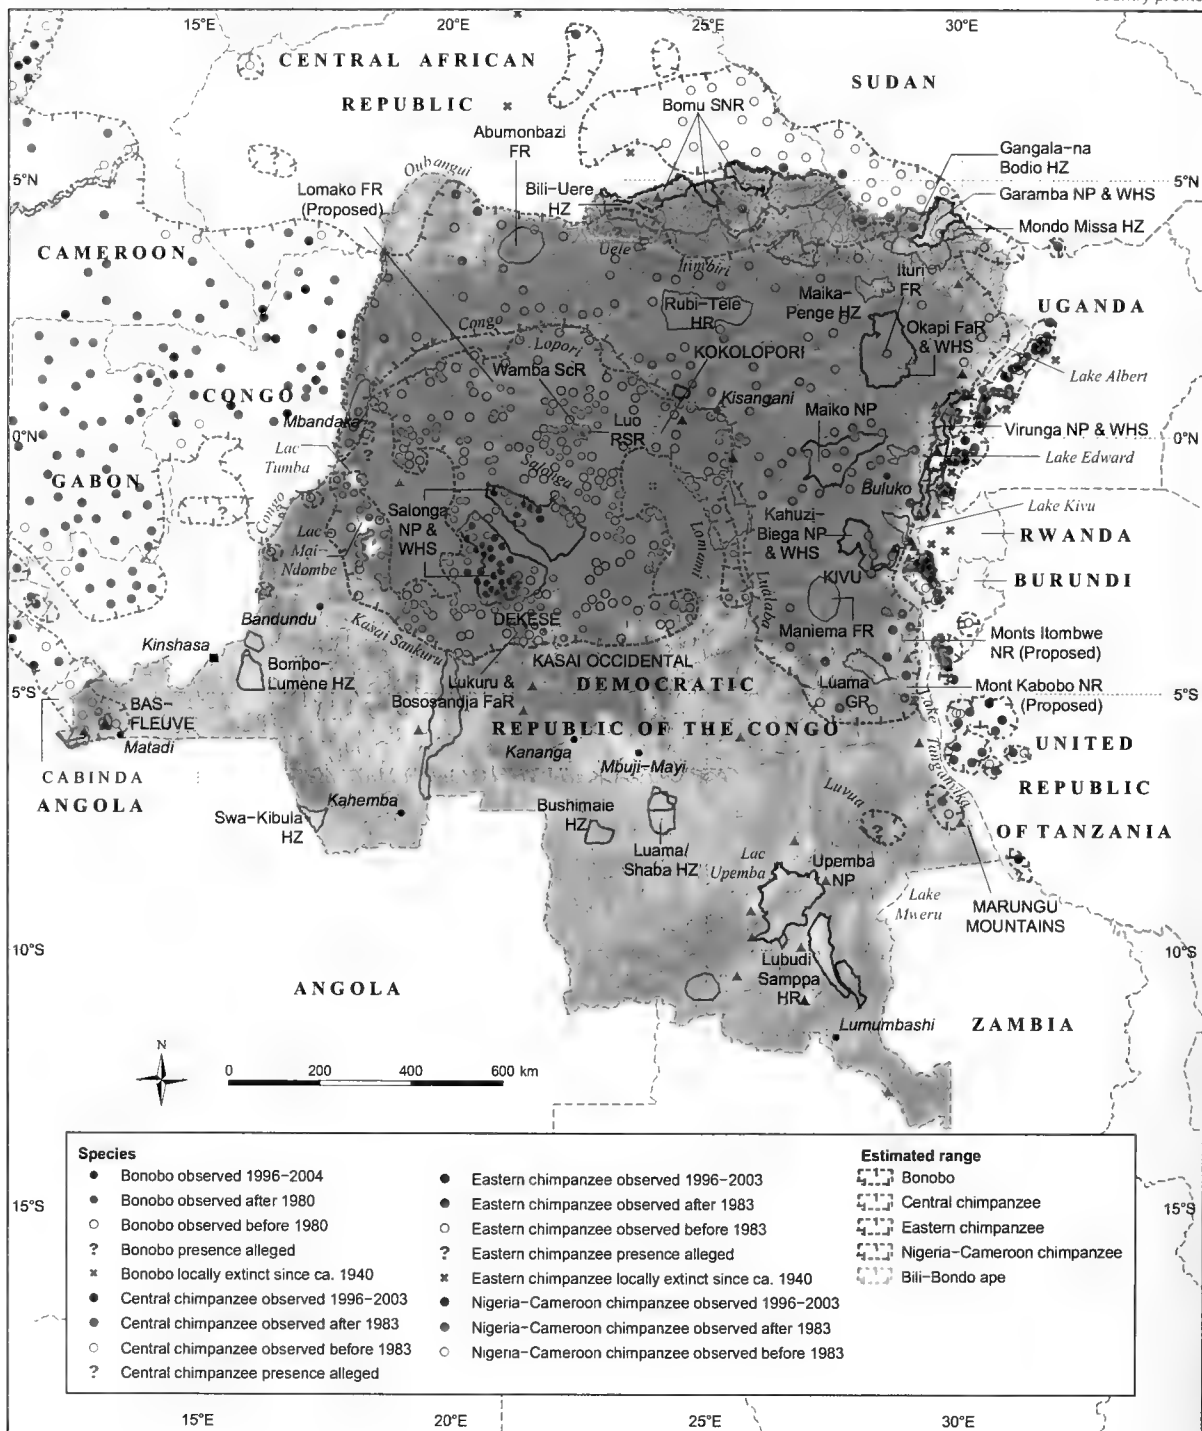 15°E
20°E
25°E
30°E
CENTRAL AFRICAN
REPUBLIC
SUDAN
Bomu SNR
Abumonbazi
FR
Gangala-na
Bodio HZ
5°N
Oubangui
Lomako FR
(Proposed)
Bili-Uere
HZ
5°N
Garamba NP & WHS
Mondo Missa HZ
CAMEROON
Uele
Itimbiri
Ituri
FR
Maika-
Penge HZ
UGANDA
Rubi-Tele
HR
Okapi FaR
& WHS
Congo
Lopori
KOKOLOPORI
Wamba ScR
Lake Albert
CONGO
Kisangani
Maiko NP
Mbandaka
Luo
RSR
Virunga NP & WHS
0°N
0°N
Lac
Tumba
Lake Edward
GABON
Salonga
Buluko
Congo
Salonga
NP &
WHS
Kahuzi-
Biega NP
& WHS
Lake Kivu
Lac
Mai-
Ndombe
Lomami
RWANDA
KIVU
BURUNDI
Lualaba
DEKESE
Bandundu
Kasai Sankuru
Maniema FR
Monts Itombwe
NR (Proposed)
Kinshasa
KASAI OCCIDENTAL
Bombo-
Lumene HZ
DEMOCRATIC
Luama
GR
Mont Kabobo NR
(Proposed)
5°S
5°S
Lukuru &
Bososandja FaR
BAS-
FLEUVE
REPUBLIC OF THE CONGO
Lake Tanganyika
Matadi
Kananga
UNITED
Mbuji-Mayi
CABINDA
ANGOLA
REPUBLIC
Kahemba
Bushimaie
HZ
Luvua
Swa-Kibula
HZ
OF TANZANIA
Luama/
Shaba HZ
Lac
Upemba
Upemba
NP
Lake
Mweru
MARUNGU
MOUNTAINS
10°S
10°S
Lubudi
Samppa
HR
ANGOLA
Lumumbashi
ZAMBIA
N
0 200 400 600 km
Species
Bonobo observed 1996–2004
Bonobo observed after 1980
Bonobo observed before 1980
? Bonobo presence alleged
Bonobo locally extinct since ca. 1940
Central chimpanzee observed 1996–2003
Central chimpanzee observed after 1983
Central chimpanzee observed before 1983
? Central chimpanzee presence alleged
Eastern chimpanzee observed 1996–2003
Eastern chimpanzee observed after 1983
Eastern chimpanzee observed before 1983
? Eastern chimpanzee presence alleged
Eastern chimpanzee locally extinct since ca. 1940
Nigeria–Cameroon chimpanzee observed 1996–2003
Nigeria–Cameroon chimpanzee observed after 1983
Nigeria–Cameroon chimpanzee observed before 1983
Estimated range
Bonobo
Central chimpanzee
Eastern chimpanzee
Nigeria–Cameroon chimpanzee
Bili-Bondo ape
15°S
15°S
15°E
20°E
25°E
30°E